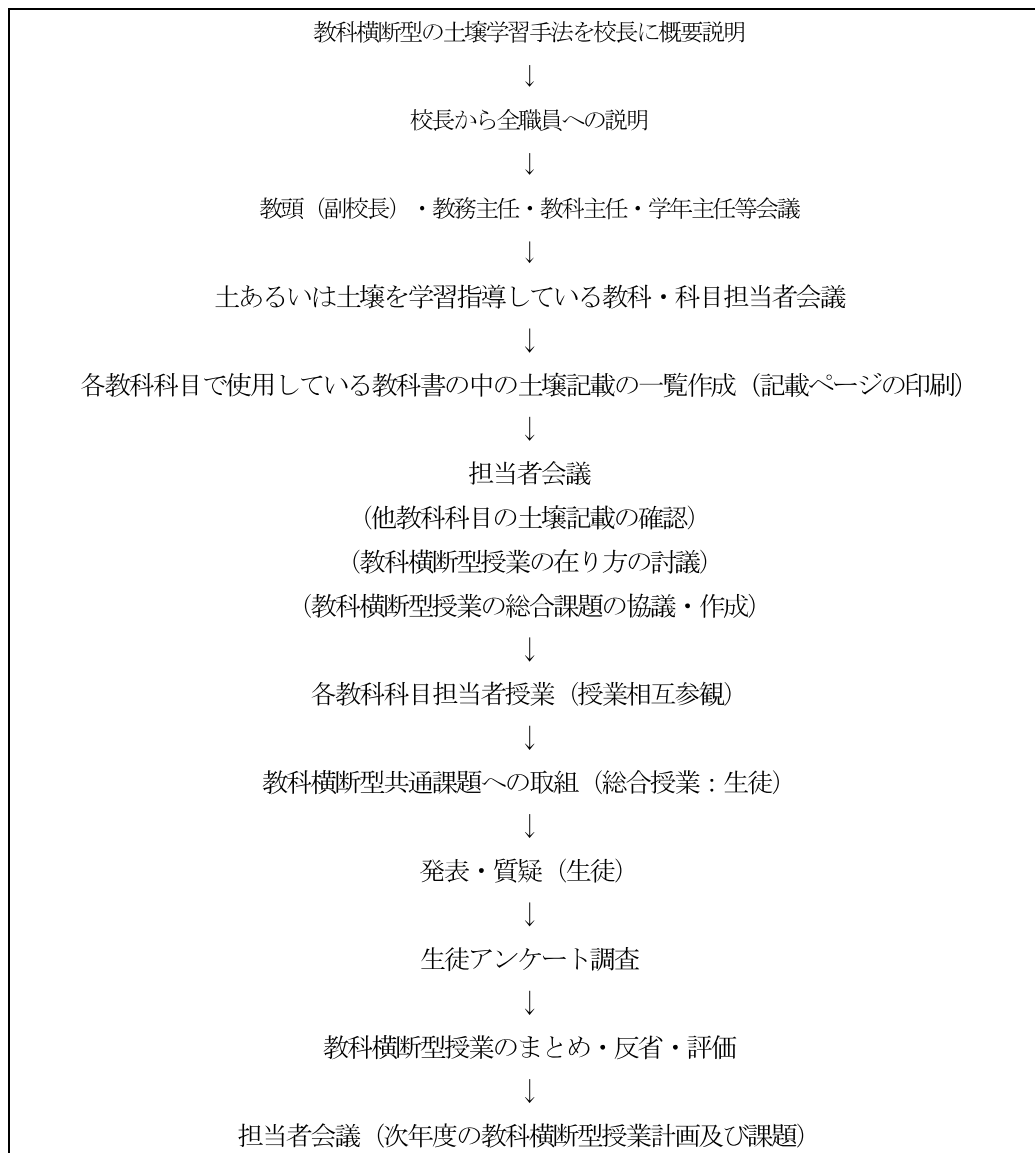 教科横断型の土壌学習手法を校長に概要説明
↓
校長から全職員への説明
↓
教頭（副校長）・教務主任・教科主任・学年主任等会議
↓
土あるいは土壌を学習指導している教科・科目担当者会議
↓
各教科科目で使用している教科書の中の土壌記載の一覧作成（記載ページの印刷）
↓
担当者会議
（他教科科目の土壌記載の確認）
（教科横断型授業の在り方の討議）
（教科横断型授業の総合課題の協議・作成）
↓
各教科科目担当者授業（授業相互参観）
↓
教科横断型共通課題への取組（総合授業：生徒）
↓
発表・質疑（生徒）
↓
生徒アンケート調査
↓
教科横断型授業のまとめ・反省・評価
↓
担当者会議（次年度の教科横断型授業計画及び課題）